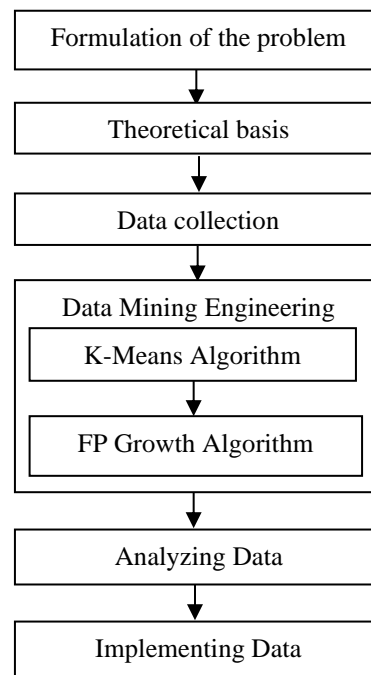 Formulation of the problem
Theoretical basis
Data collection
Data Mining Engineering
K-Means Algorithm
FP Growth Algorithm
Analyzing Data
Implementing Data